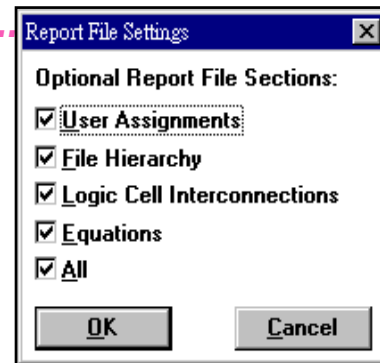 Report File Settings
Optional Report File Sections:
User Assignments
File Hierarchy
Logic Cell Interconnections
Equations
All
OK
Cancel